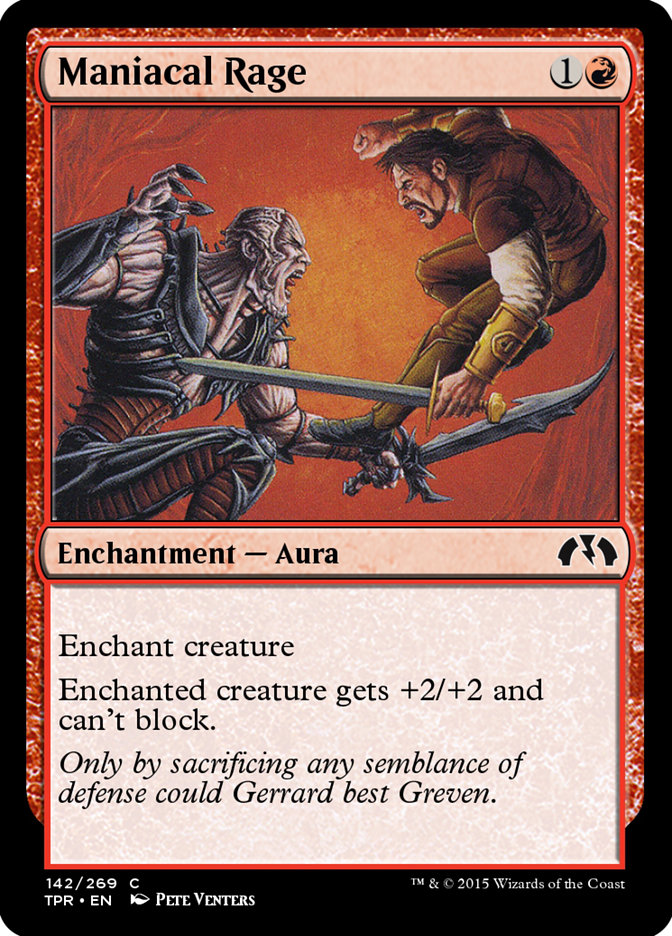 Maniacal Rage 1
Enchantment — Aura
Enchant creature
Enchanted creature gets +2/+2 and
can't block.
Only by sacrificing any semblance of
defense could Gerrard best Greven.
142/269 C
TPR • EN Pete Venters
™ & © 2015 Wizards of the Coast